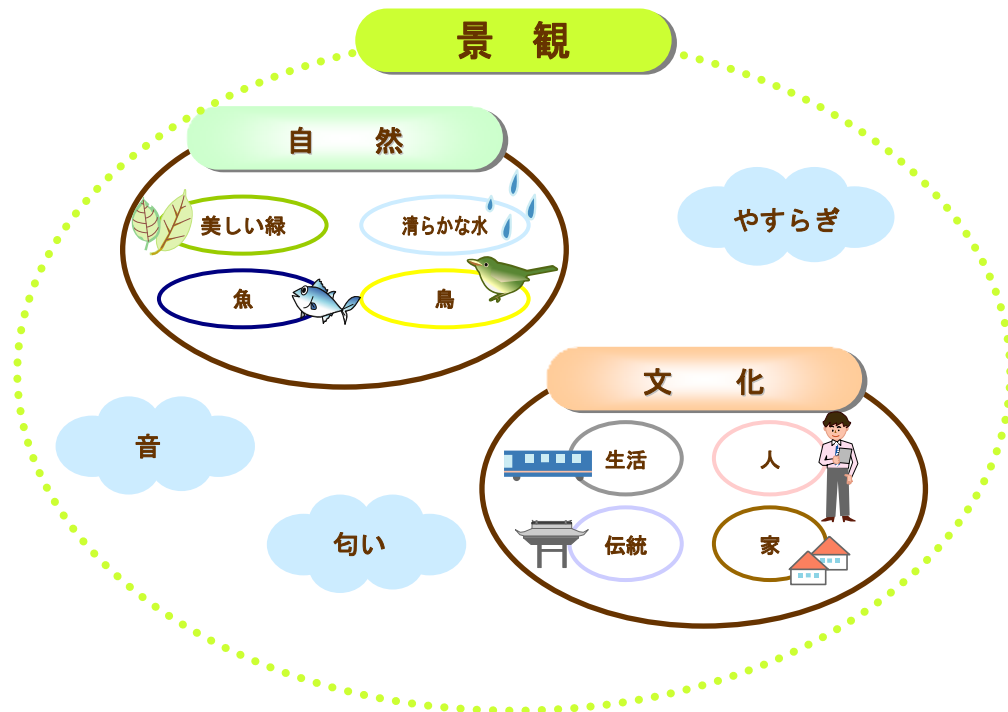 景　観
自　然
美しい緑
清らかな水
魚
鳥
やすらぎ
文　化
生活
人
伝統
家
音
匂い